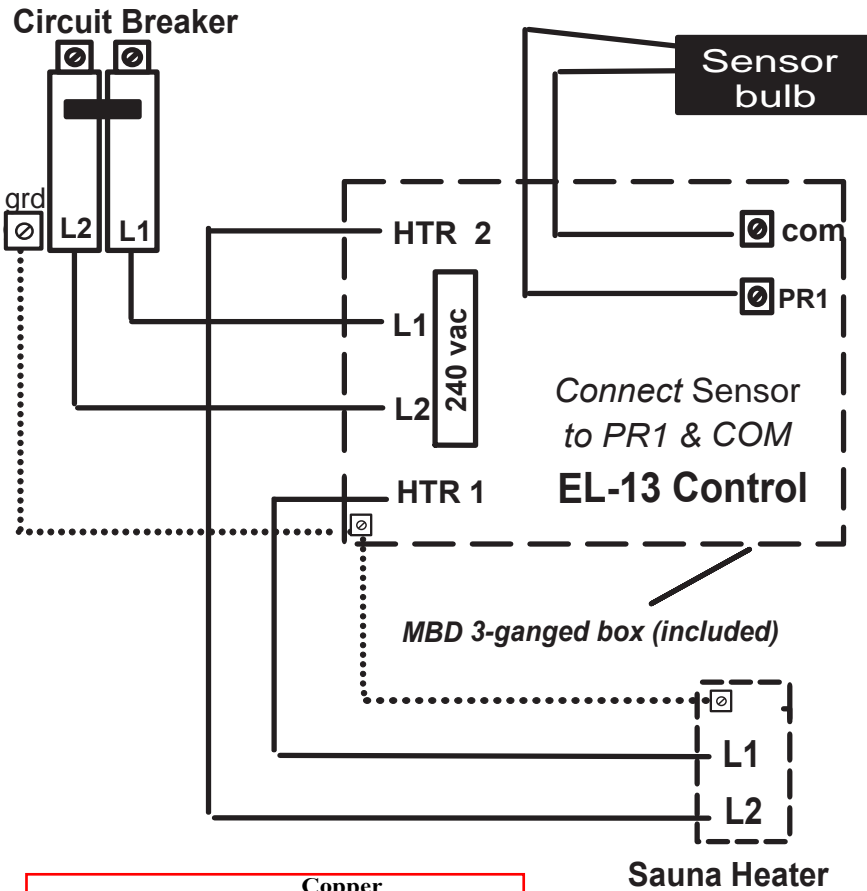 Circuit Breaker
Sensor
bulb
grd
L2
L1
HTR 2
com
L1
240 vac
PR1
L2
Connect Sensor
to PR1 & COM
HTR 1
EL-13 Control
MBD 3-ganged box (included)
L1
L2
Sauna Heater
Copper